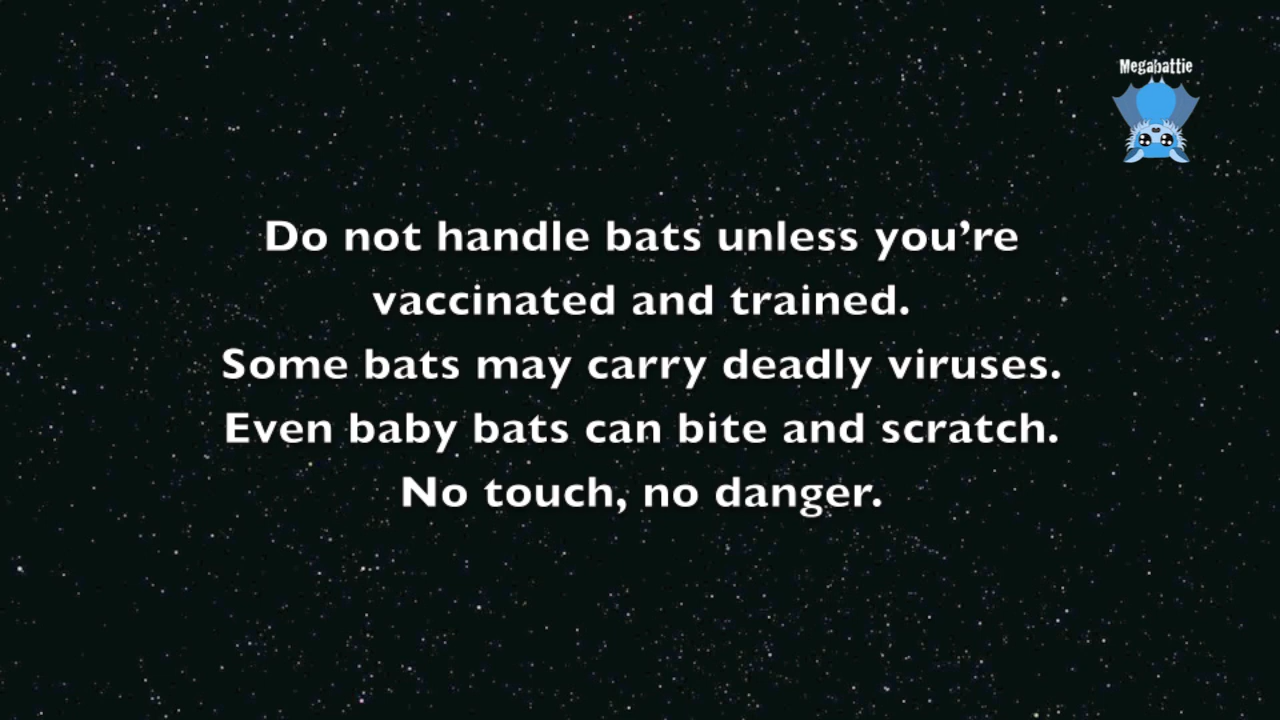 Megabattie
Do not handle bats unless you’re
vaccinated and trained.
Some bats may carry deadly viruses.
Even baby bats can bite and scratch.
No touch, no danger.